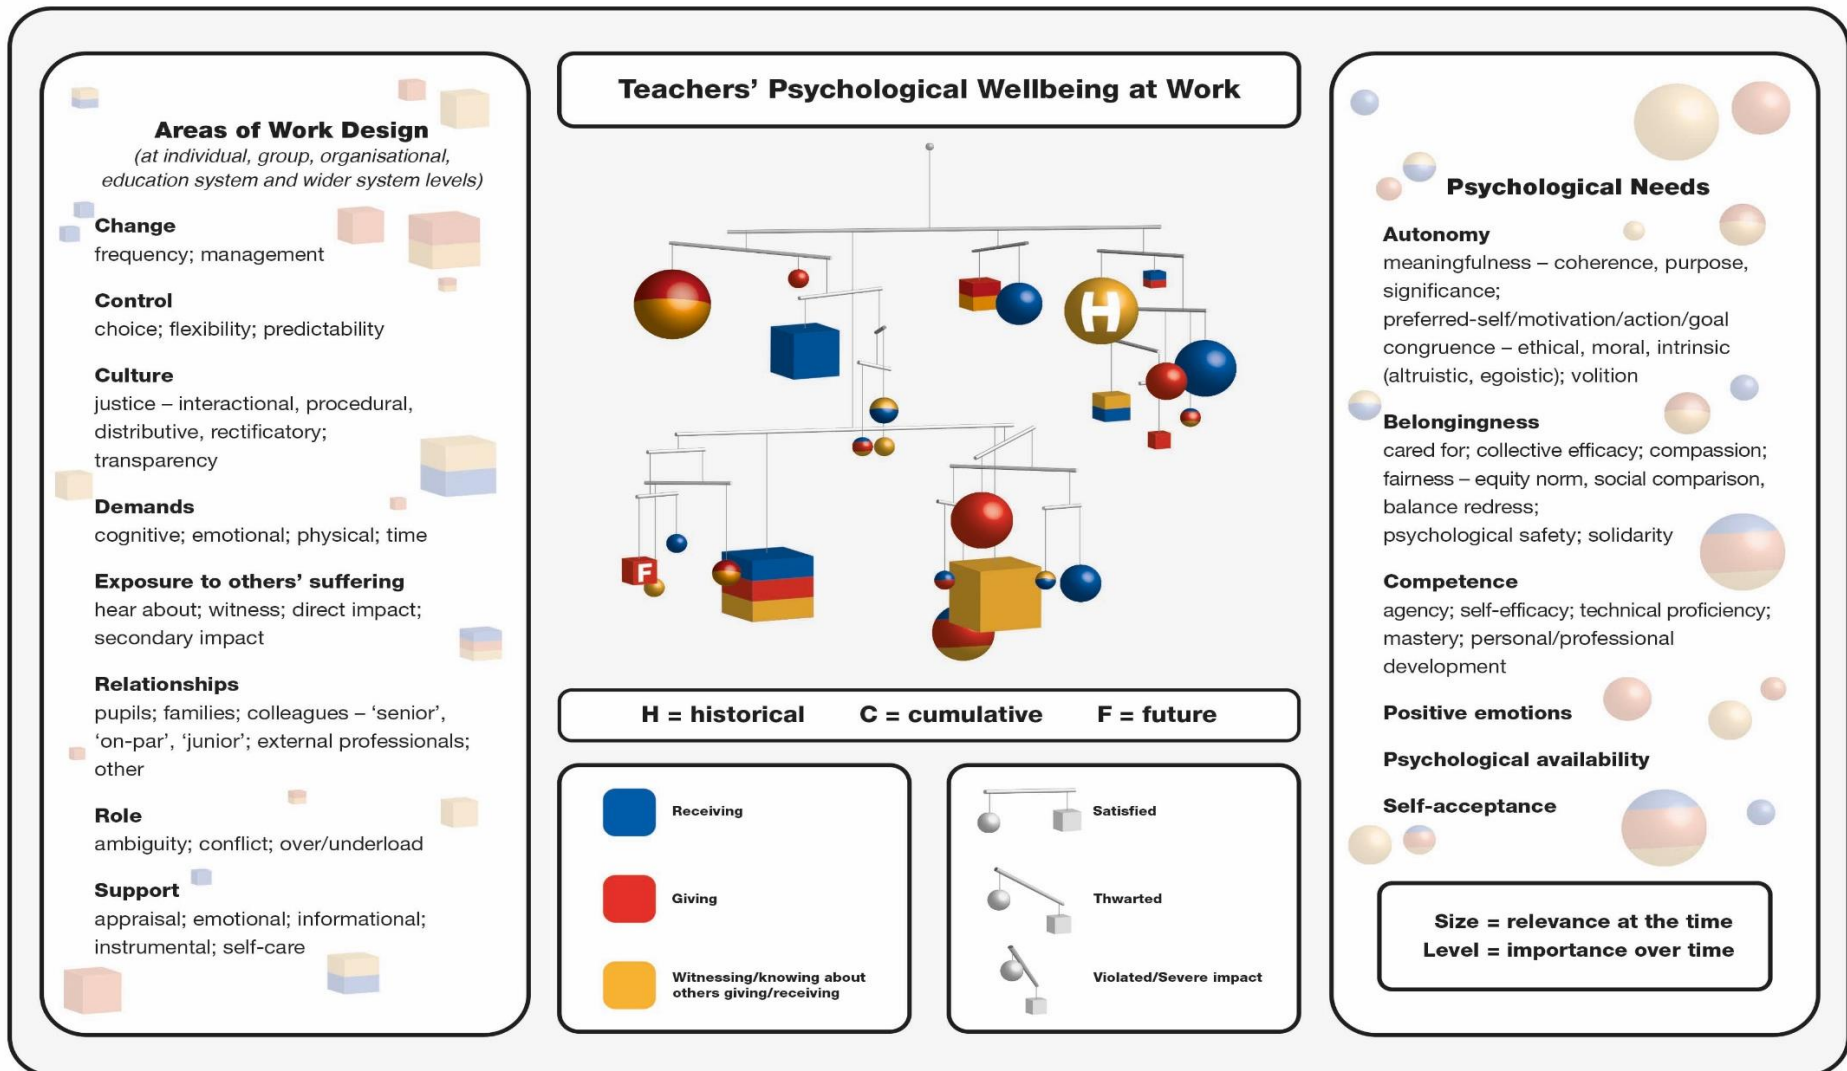 Teachers’ Psychological Wellbeing at Work
Areas of Work Design
(at individual, group, organisational,
education system and wider system levels)
Change
frequency; management
Control
choice; flexibility; predictability
Culture
justice – interactional, procedural,
distributive, rectificatory;
transparency
Demands
cognitive; emotional; physical; time
Exposure to others’ suffering
hear about; witness; direct impact;
secondary impact
Relationships
pupils; families; colleagues – ‘senior’,
‘on-par’, ‘junior’; external professionals;
other
Role
ambiguity; conflict; over/underload
Support
appraisal; emotional; informational;
instrumental; self-care
H
F
H = historical C = cumulative F = future
Receiving
Giving
Witnessing/knowing about
others giving/receiving
Satisfied
Thwarted
Violated/Severe impact
Psychological Needs
Autonomy
meaningfulness – coherence, purpose,
significance;
preferred-self/motivation/action/goal
congruence – ethical, moral, intrinsic
(altruistic, egoistic); volition
Belongingness
cared for; collective efficacy; compassion;
fairness – equity norm, social comparison,
balance redress;
psychological safety; solidarity
Competence
agency; self-efficacy; technical proficiency;
mastery; personal/professional
development
Positive emotions
Psychological availability
Self-acceptance
Size = relevance at the time
Level = importance over time